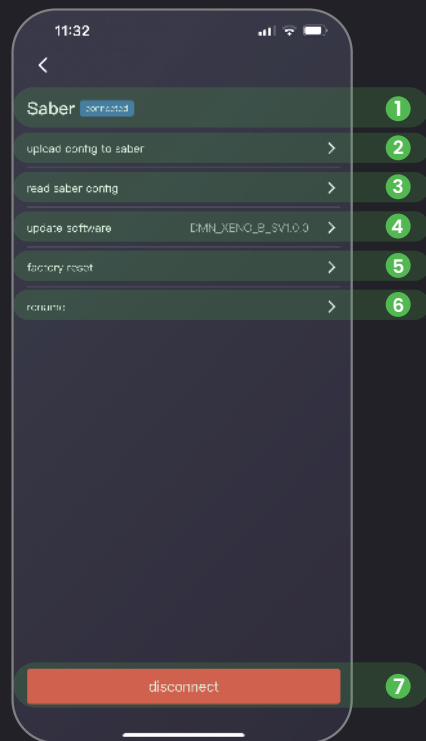 11:32
Saber connected 1
upload config to saber 2
read saber config 3
update software DMN_XENO_B_SV1.0.0 4
factory reset 5
rename 6
disconnect 7